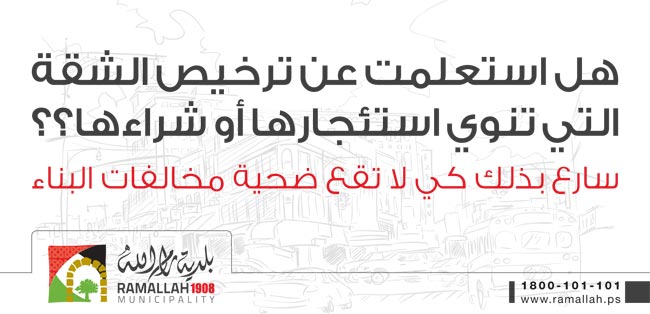 هل استعلمت عن ترخيص الشقة
التي تنوي استئجارها أو شراءها؟؟
سارع بذلك كي لا تقع ضحية مخالفات البناء
بلدية رام الله
RAMALLAH 1908
MUNICIPALITY
1800-101-101
www.ramallah.ps